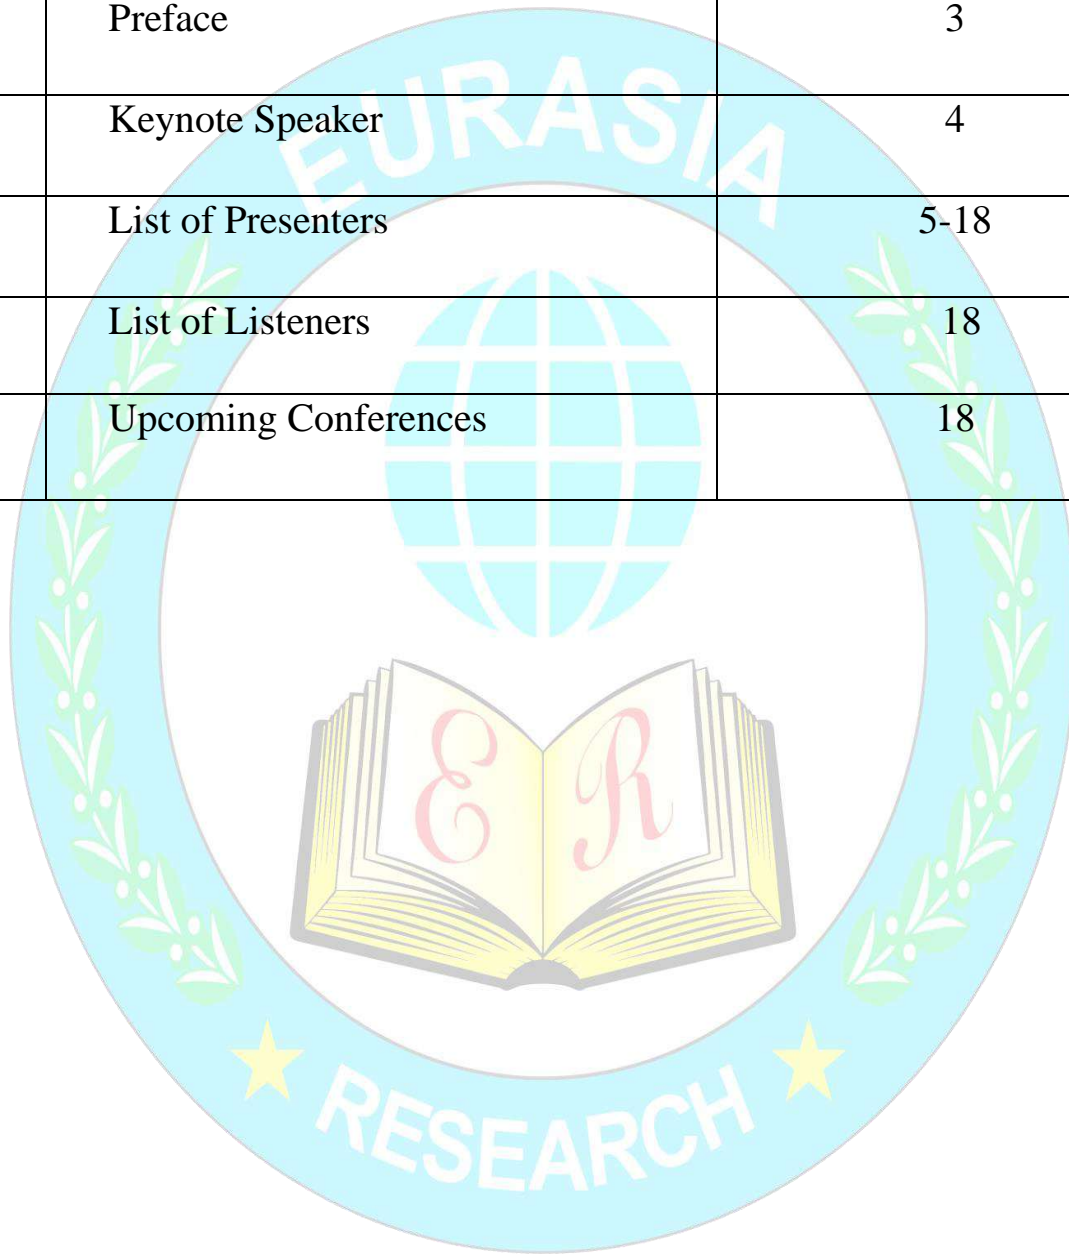 Preface 3
Keynote Speaker 4
List of Presenters 5-18
List of Listeners 18
Upcoming Conferences 18
EURASIA
E R
RESEARCH